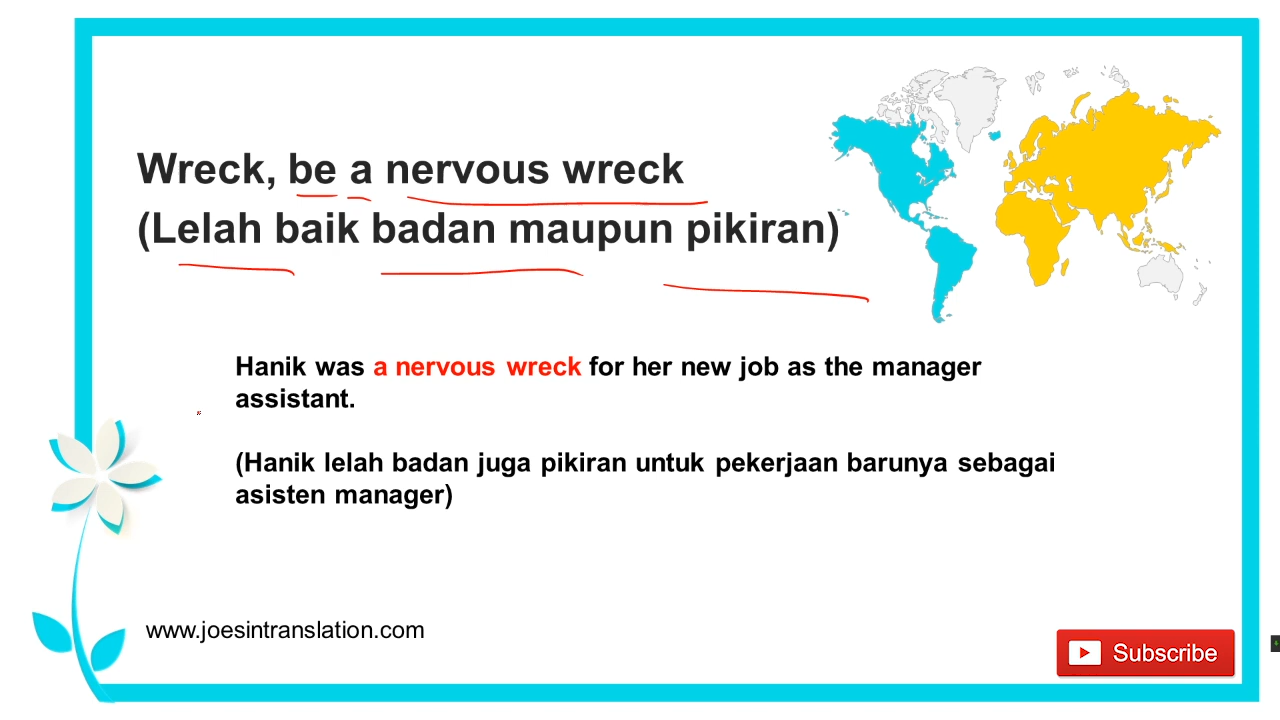 Wreck, be a nervous wreck
(Lelah baik badan maupun pikiran)
Hanik was a nervous wreck for her new job as the manager
assistant.
(Hanik lelah badan juga pikiran untuk pekerjaan barunya sebagai
asisten manager)
www.joesintranslation.com
Subscribe